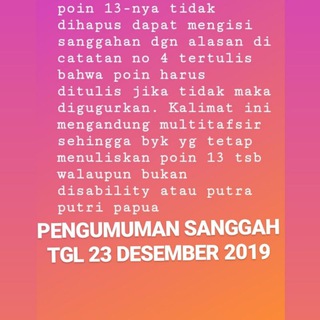 poin 13-nya tidak
dihapus dapat mengisi
sanggahan dgn alasan di
catatan no 4 tertulis
bahwa poin harus
ditulis jika tidak maka
digugurkan. Kalimat ini
mengandung multitafsir
sehingga byk yg tetap
menuliskan poin 13 tsb
walaupun bukan
disability atau putra
putri papua
PENGUMUMAN SANGGAH
TGL 23 DESEMBER 2019